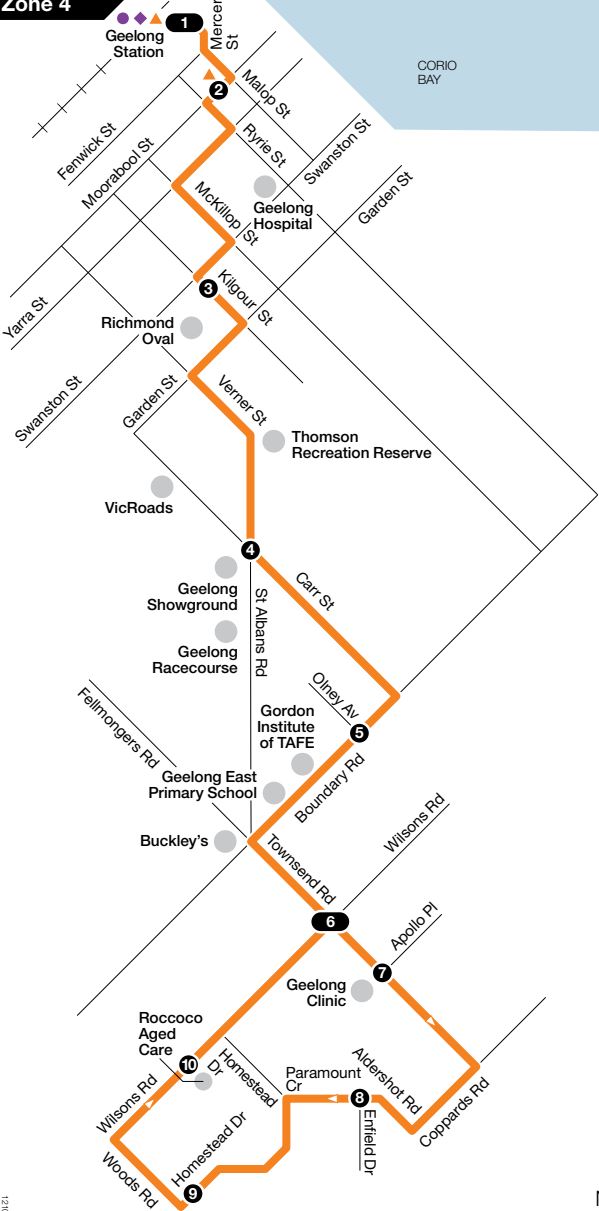 Zone 4
1
Mercer
St
Geelong
Station
CORIO
BAY
2
Malop St
Fenwick St
Ryrie St
Swanston St
Moorabool St
Garden St
McKillop St
Geelong
Hospital
3
Kilgour St
Yarra St
Richmond
Oval
Swanston St
Garden St
Verner St
Thomson
Recreation Reserve
VicRoads
4
Geelong
Showground
St Albans Rd
Carr St
Geelong
Racecourse
Olney Av
Fellmongers Rd
Gordon
Institute
of TAFE
5
Geelong East
Primary School
Boundary Rd
Buckley's
Townsend Rd
Wilsons Rd
6
Apollo Pl
7
Geelong
Clinic
Roccoco
Aged
Care
10
Homestead
Dr
Paramount
Cr
Aldershot Rd
8
Wilsons Rd
Enfield Dr
Coppards Rd
Homestead Dr
Woods Rd
9
1210
N